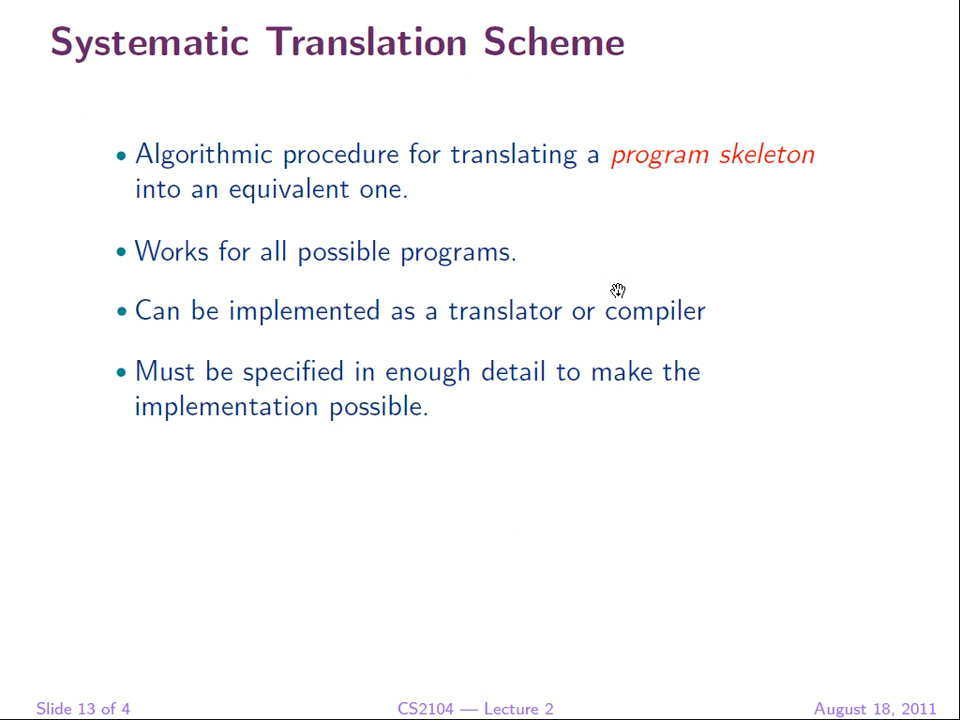 Systematic Translation Scheme
• Algorithmic procedure for translating a program skeleton
into an equivalent one.
• Works for all possible programs.
• Can be implemented as a translator or compiler
• Must be specified in enough detail to make the
implementation possible.
Slide 13 of 4 CS2104 — Lecture 2 August 18, 2011